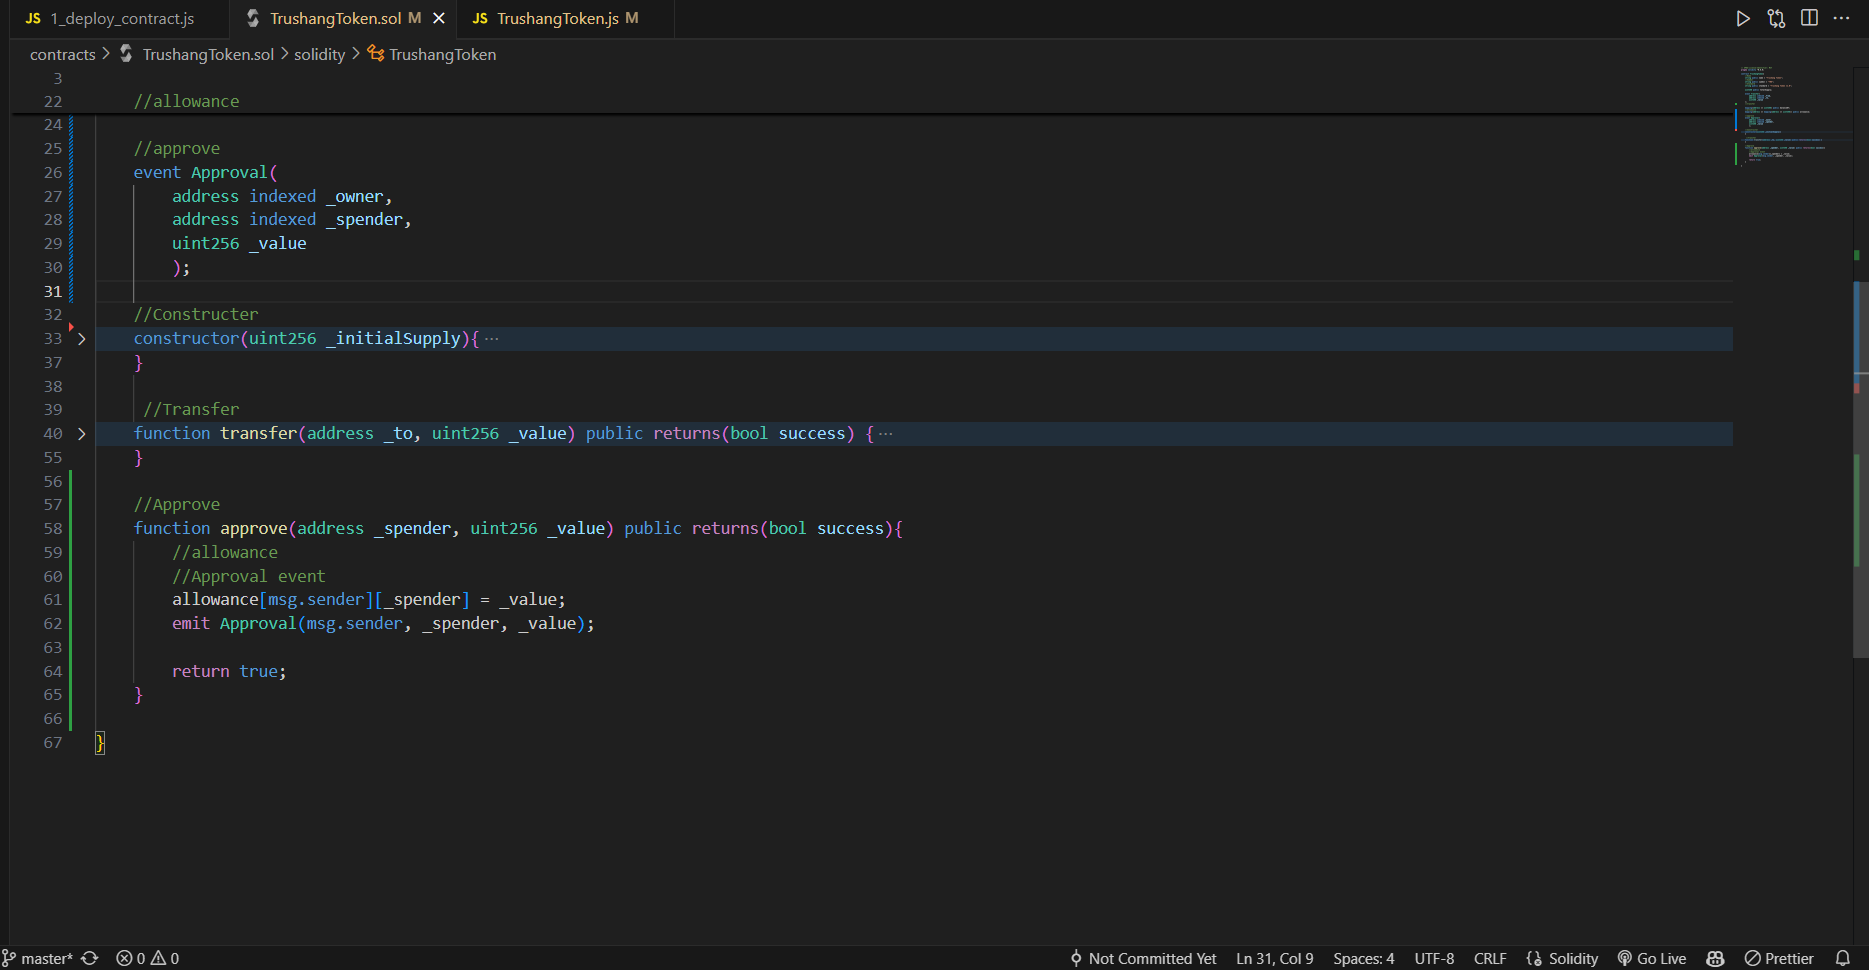 JS 1_deploy_contract.js TrushangToken.sol M JS TrushangToken.js M
contracts > TrushangToken.sol > solidity > TrushangToken
3
22 //allowance
24
25 //approve
26 event Approval(
27 address indexed _owner,
28 address indexed _spender,
29 uint256 _value
30 );
31
32 //Constructer
33 constructor(uint256 _initialSupply){ ···
37 }
38
39 //Transfer
40 function transfer(address _to, uint256 _value) public returns(bool success) { ···
55 }
56
57 //Approve
58 function approve(address _spender, uint256 _value) public returns(bool success){
59 //allowance
60 //Approval event
61 allowance[msg.sender][_spender] = _value;
62 emit Approval(msg.sender, _spender, _value);
63
64 return true;
65 }
66
67 }
master* 0 0 Not Committed Yet Ln 31, Col 9 Spaces: 4 UTF-8 CRLF Solidity Go Live Prettier